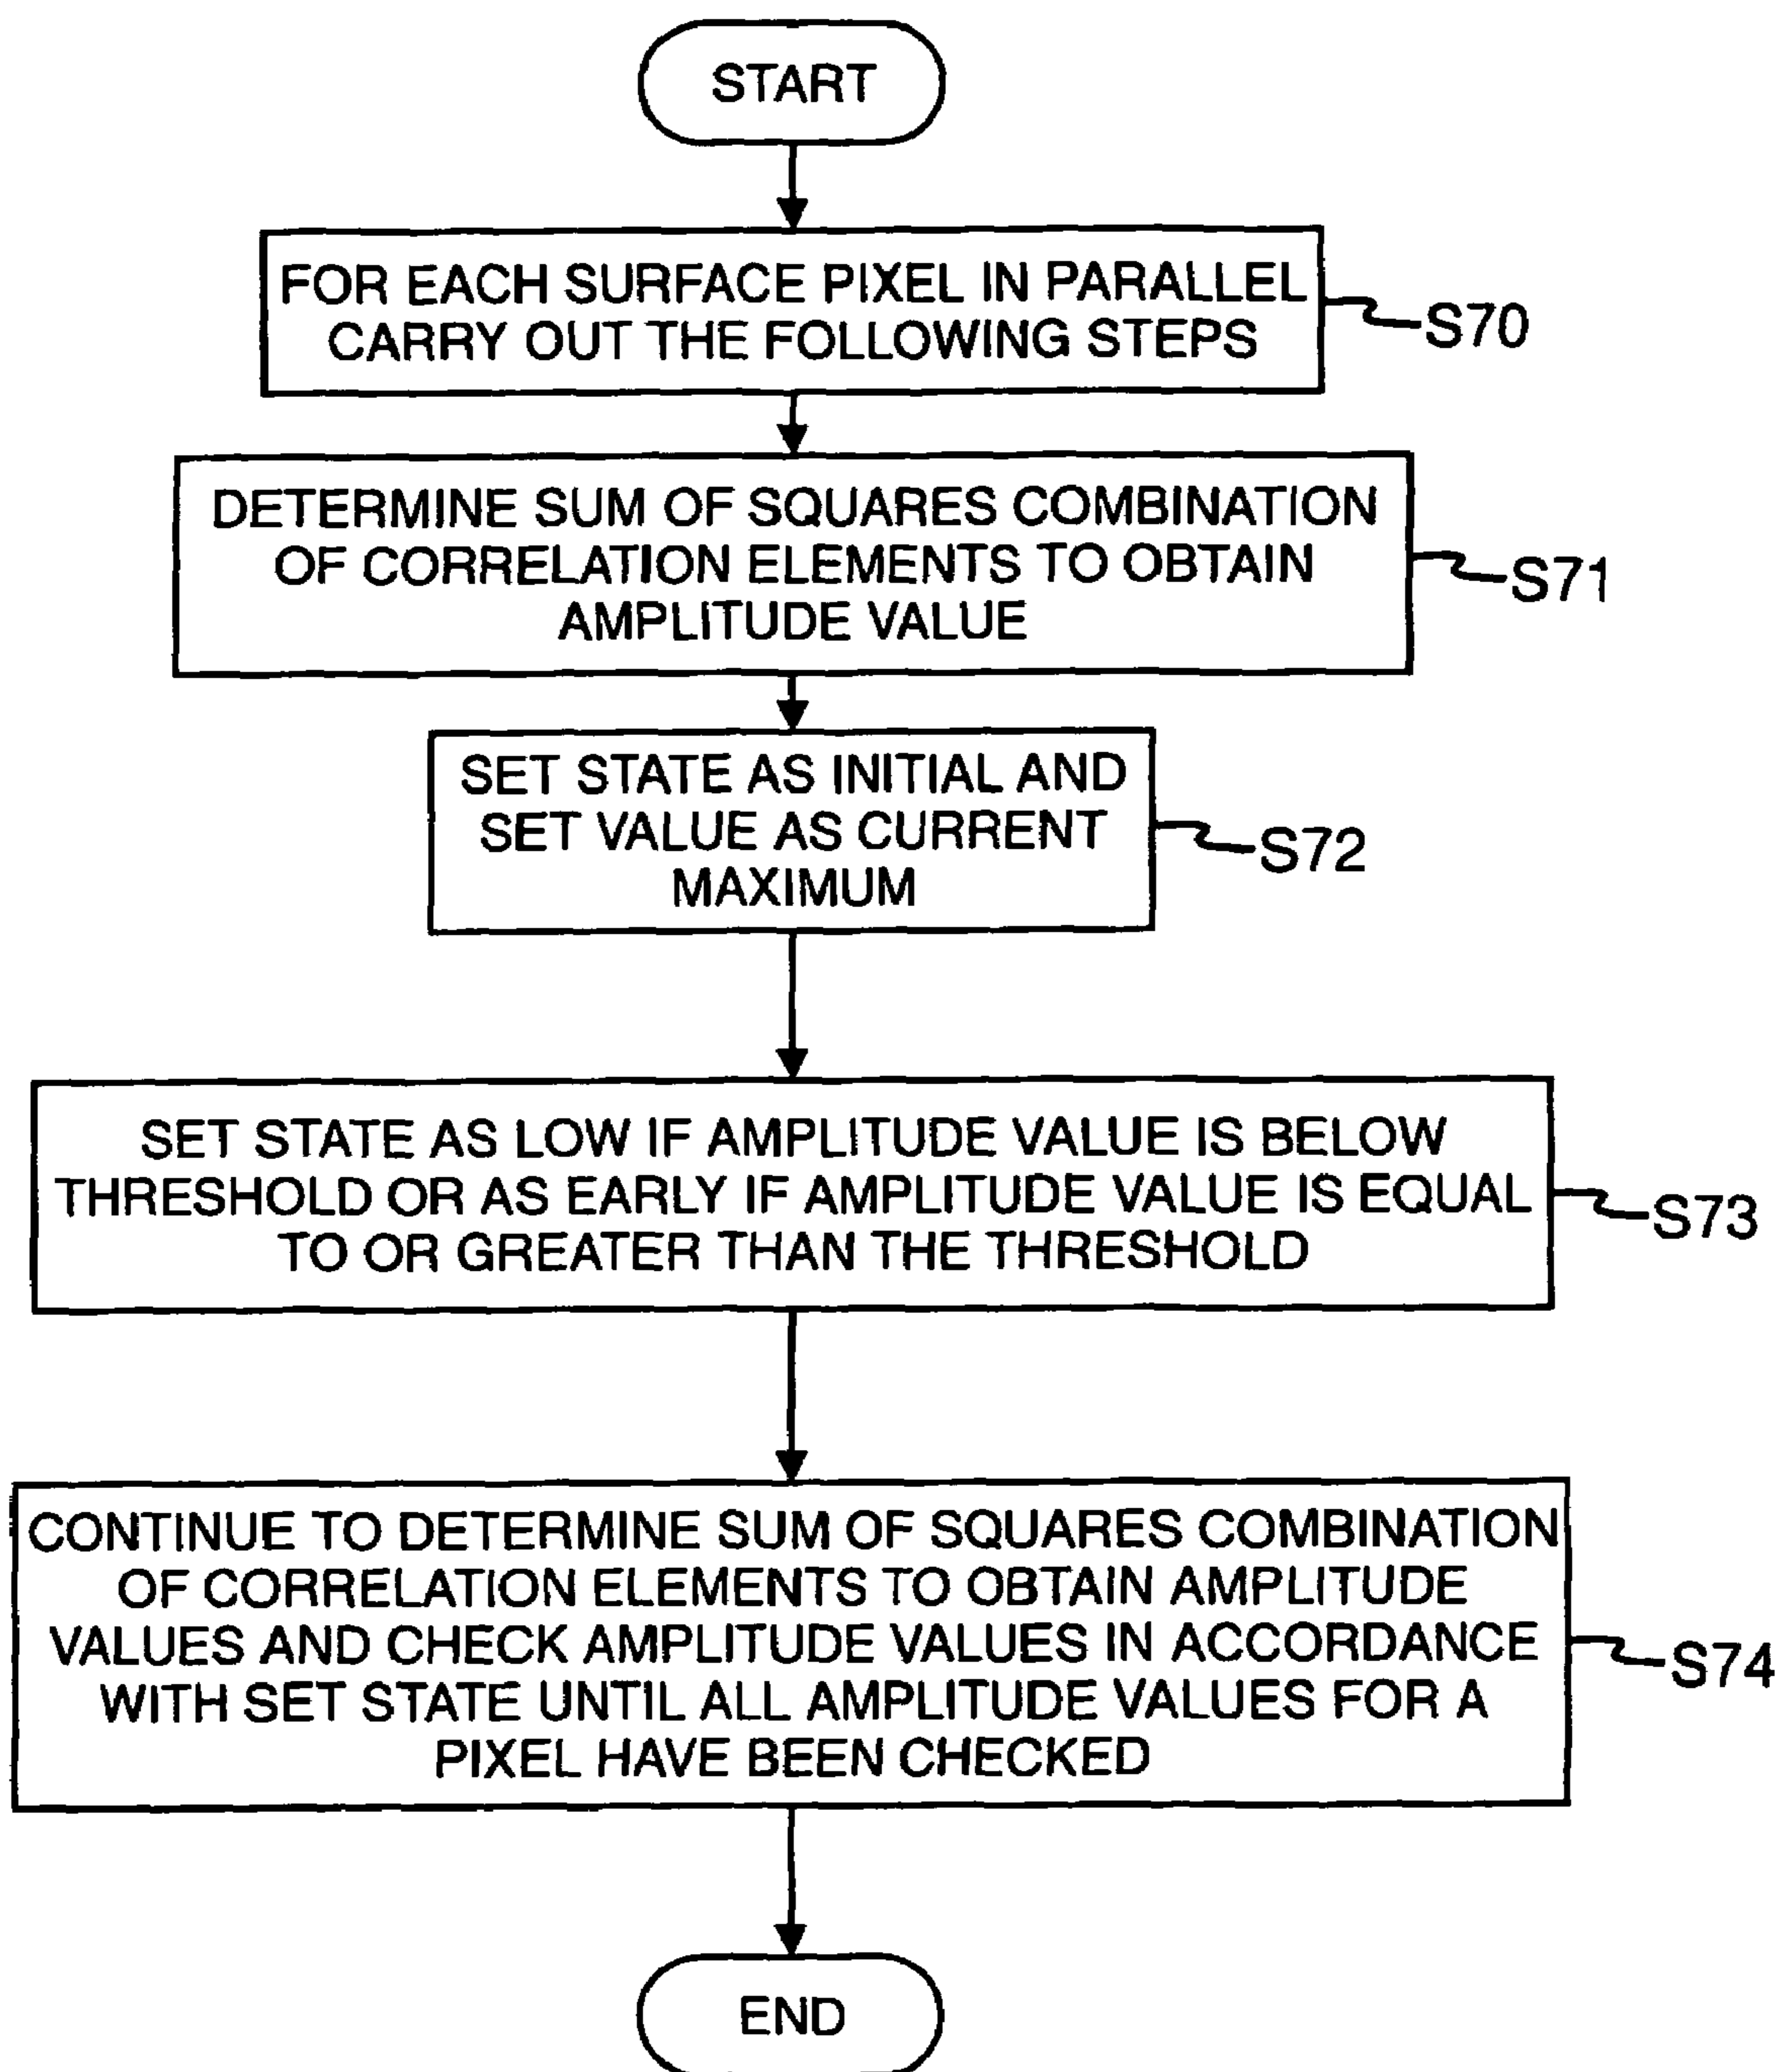 START
FOR EACH SURFACE PIXEL IN PARALLEL
CARRY OUT THE FOLLOWING STEPS
S70
DETERMINE SUM OF SQUARES COMBINATION
OF CORRELATION ELEMENTS TO OBTAIN
AMPLITUDE VALUE
S71
SET STATE AS INITIAL AND
SET VALUE AS CURRENT
MAXIMUM
S72
SET STATE AS LOW IF AMPLITUDE VALUE IS BELOW
THRESHOLD OR AS EARLY IF AMPLITUDE VALUE IS EQUAL
TO OR GREATER THAN THE THRESHOLD
S73
CONTINUE TO DETERMINE SUM OF SQUARES COMBINATION
OF CORRELATION ELEMENTS TO OBTAIN AMPLITUDE
VALUES AND CHECK AMPLITUDE VALUES IN ACCORDANCE
WITH SET STATE UNTIL ALL AMPLITUDE VALUES FOR A
PIXEL HAVE BEEN CHECKED
S74
END